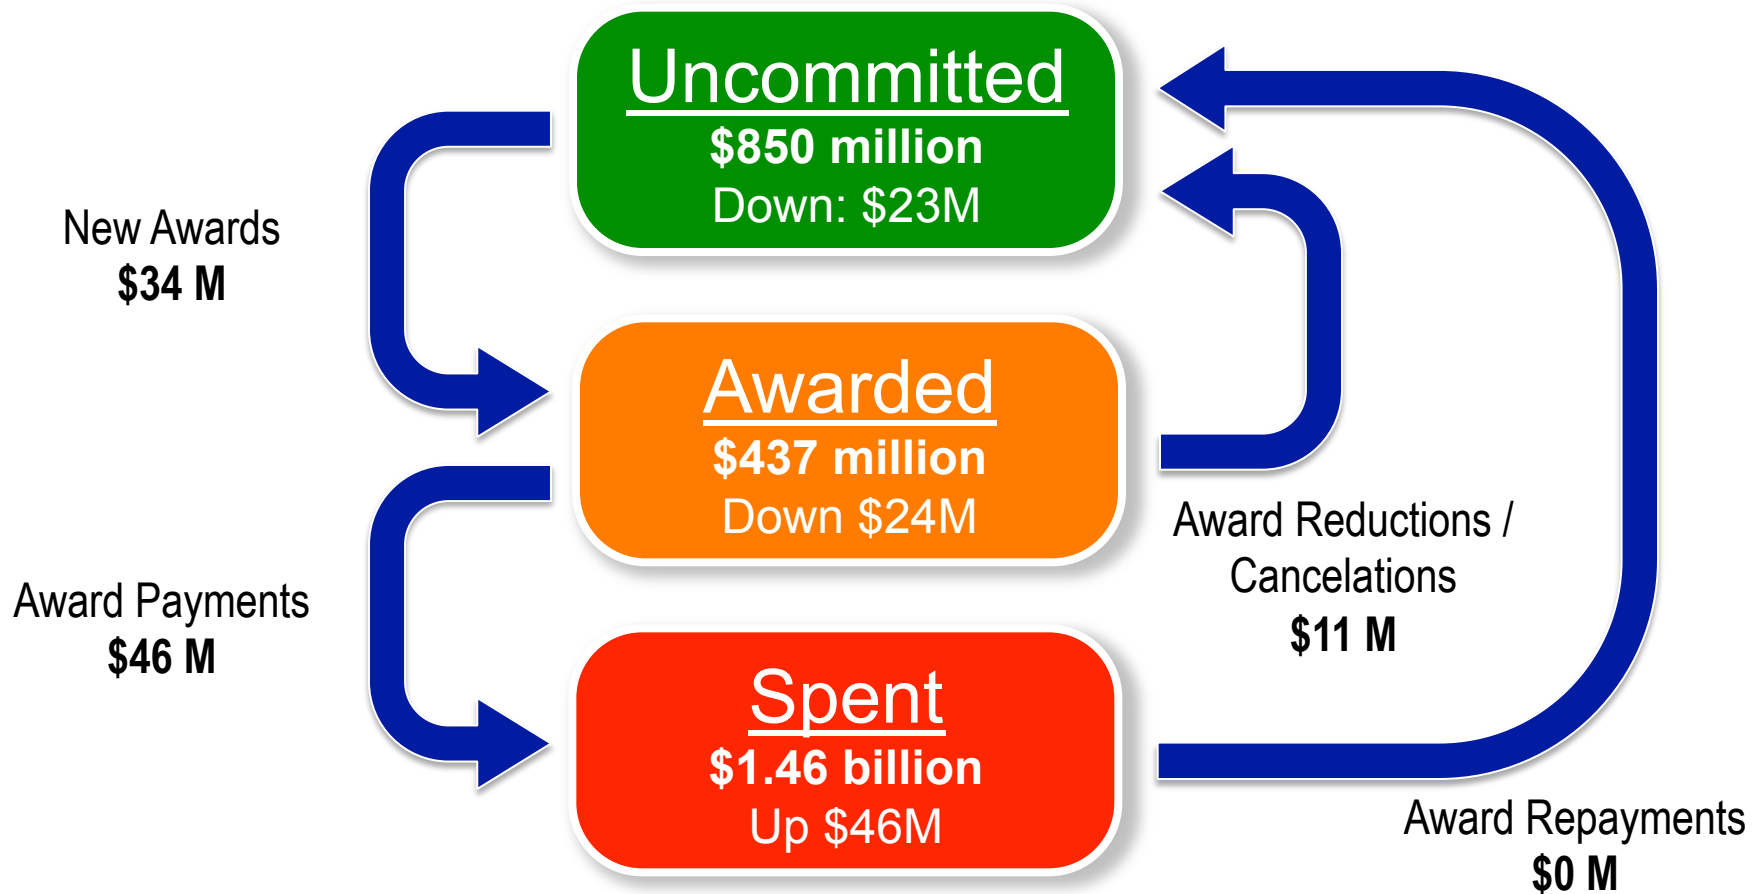 Uncommitted
$850 million
Down: $23M
New Awards
$34 M
Awarded
$437 million
Down $24M
Award Reductions /
Cancelations
$11 M
Award Payments
$46 M
Spent
$1.46 billion
Up $46M
Award Repayments
$0 M